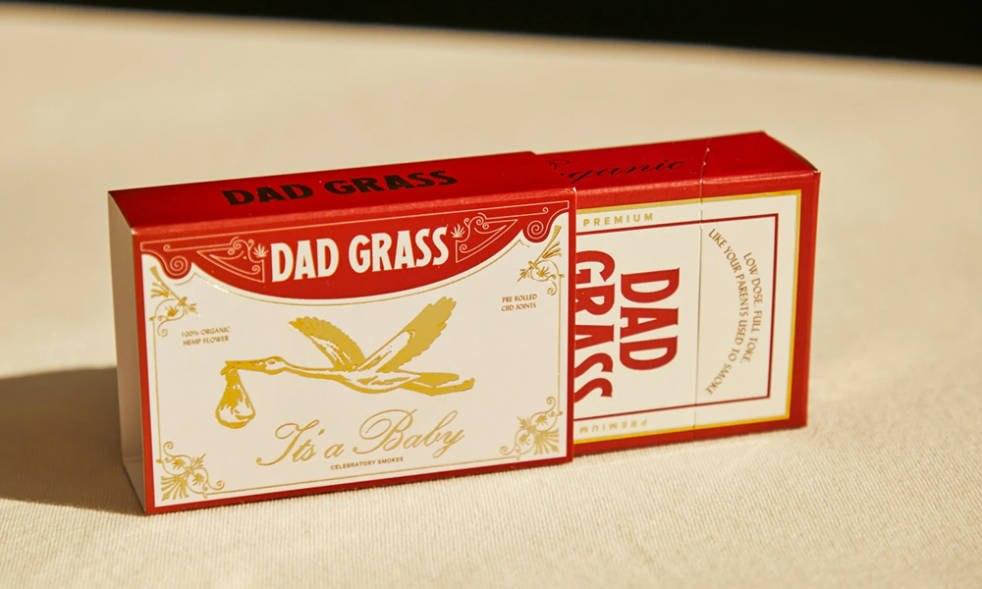 DAD GRASS
DAD GRASS
100% ORGANIC
HEMP FLOWER
PRE-ROLLED
CBD JOINTS
It's a Baby
CELEBRATORY SMOKES
Organic
PREMIUM
DAD
GRASS
LOW DOSE. FULL TOKE.
LIKE YOUR PARENTS USED TO SMOKE
PREMIUM